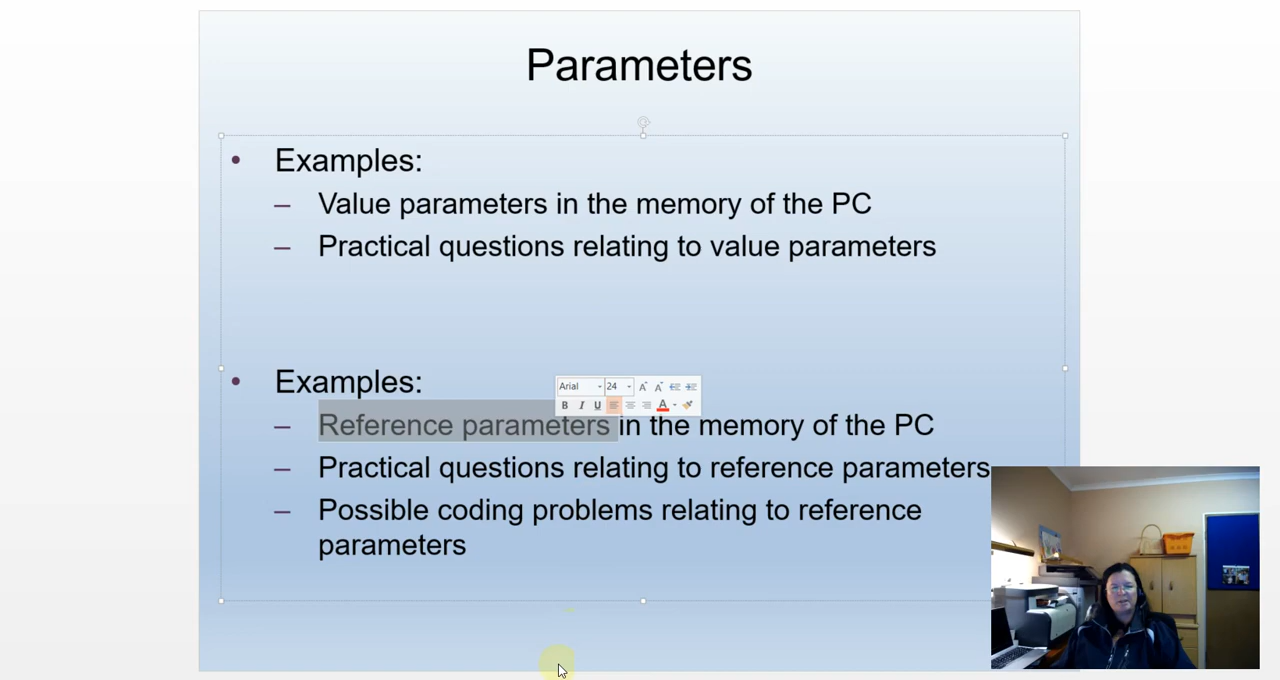 Parameters
• Examples:
– Value parameters in the memory of the PC
– Practical questions relating to value parameters
• Examples:
Arial 24 A A
B I U A
– Reference parameters in the memory of the PC
– Practical questions relating to reference parameters
– Possible coding problems relating to reference
parameters